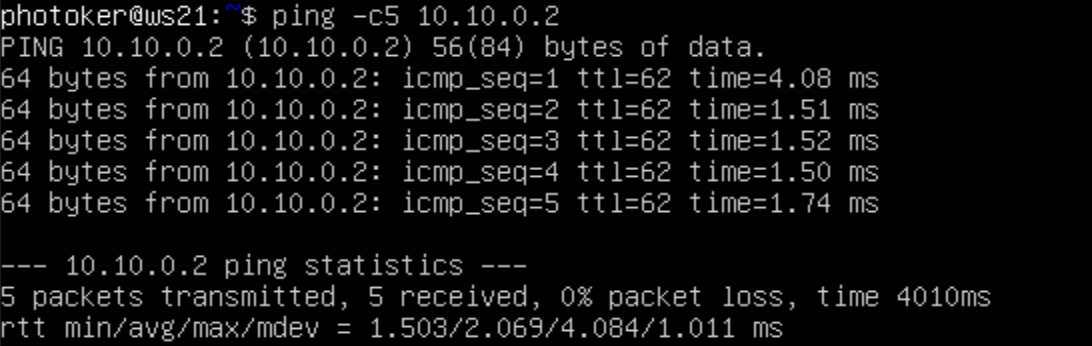 photoker@ws21:~$ ping -c5 10.10.0.2
PING 10.10.0.2 (10.10.0.2) 56(84) bytes of data.
64 bytes from 10.10.0.2: icmp_seq=1 ttl=62 time=4.08 ms
64 bytes from 10.10.0.2: icmp_seq=2 ttl=62 time=1.51 ms
64 bytes from 10.10.0.2: icmp_seq=3 ttl=62 time=1.52 ms
64 bytes from 10.10.0.2: icmp_seq=4 ttl=62 time=1.50 ms
64 bytes from 10.10.0.2: icmp_seq=5 ttl=62 time=1.74 ms
--- 10.10.0.2 ping statistics ---
5 packets transmitted, 5 received, 0% packet loss, time 4010ms
rtt min/avg/max/mdev = 1.503/2.069/4.084/1.011 ms